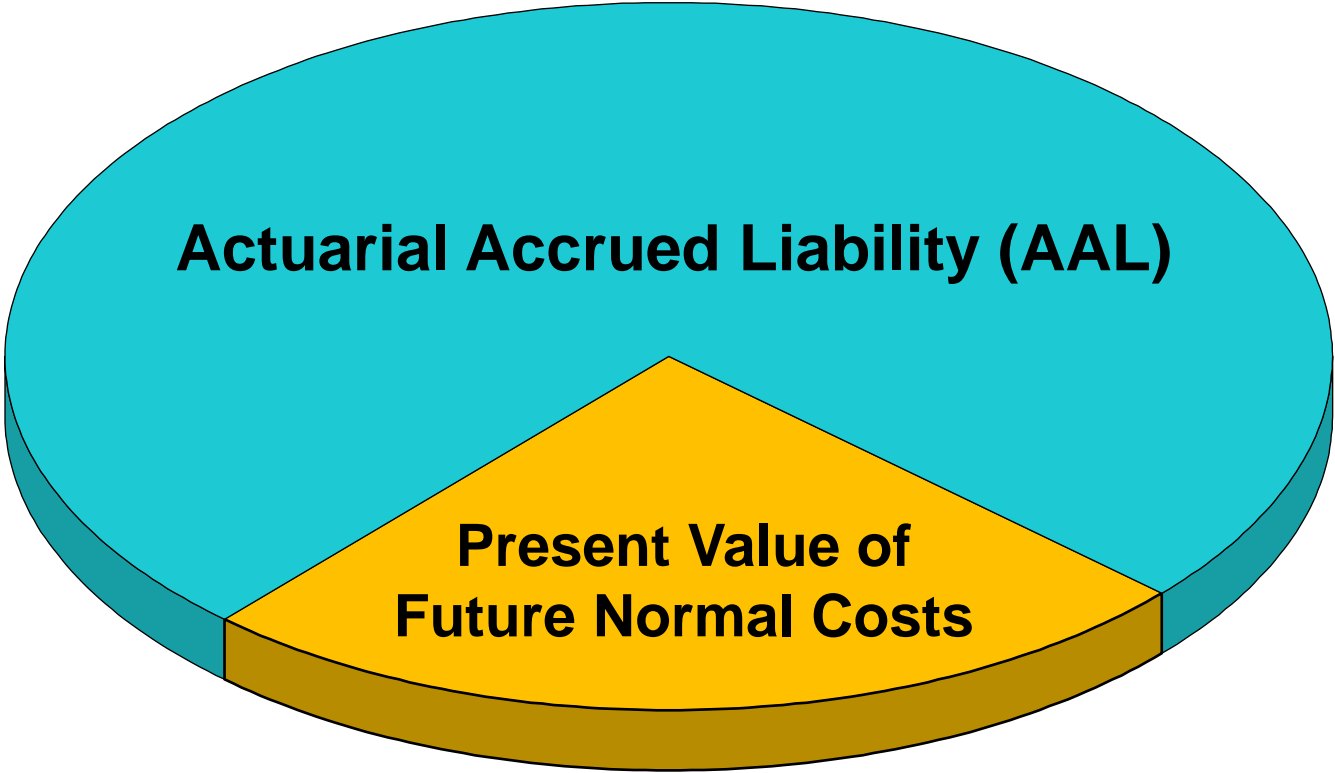 Actuarial Accrued Liability (AAL)
Present Value of
Future Normal Costs